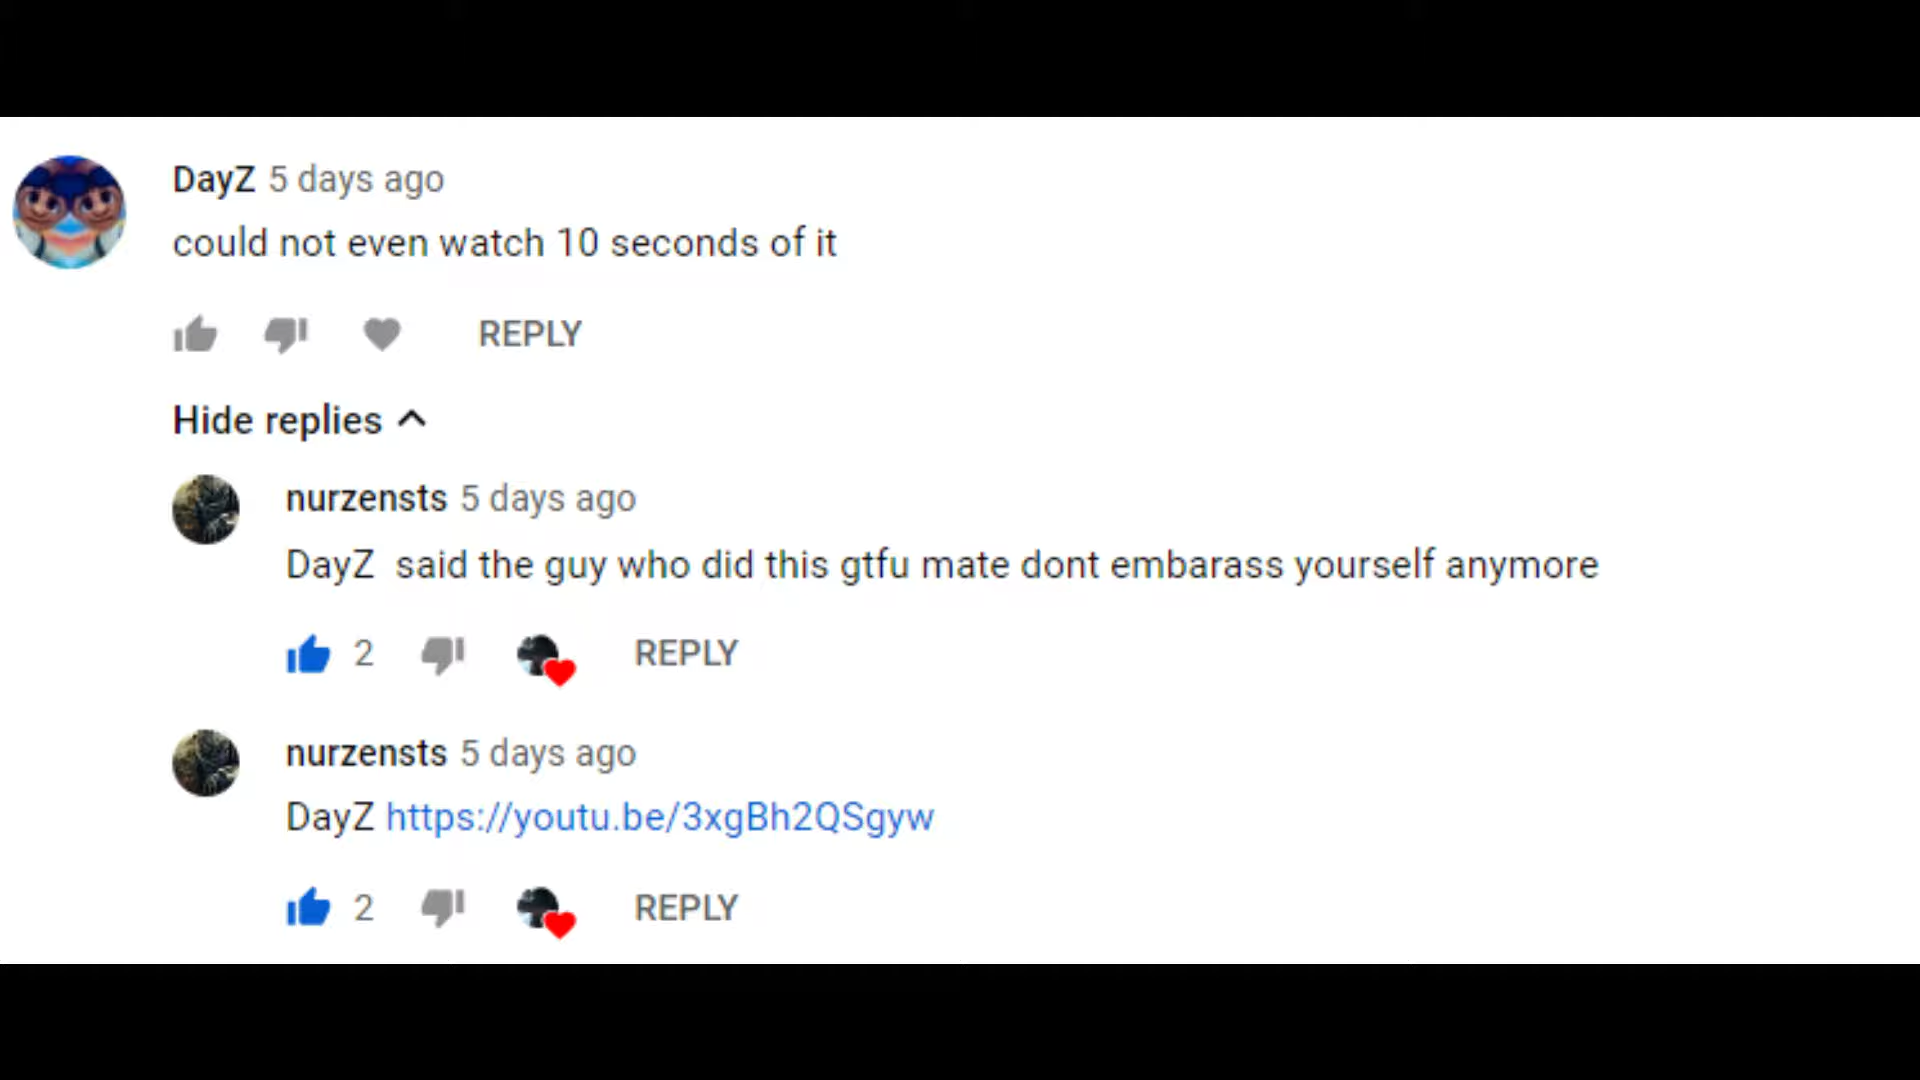 DayZ 5 days ago
could not even watch 10 seconds of it
REPLY
Hide replies
nurzensts 5 days ago
DayZ said the guy who did this gtfu mate dont embarass yourself anymore
2 REPLY
nurzensts 5 days ago
DayZ https://youtu.be/3xgBh2QSgyw
2 REPLY